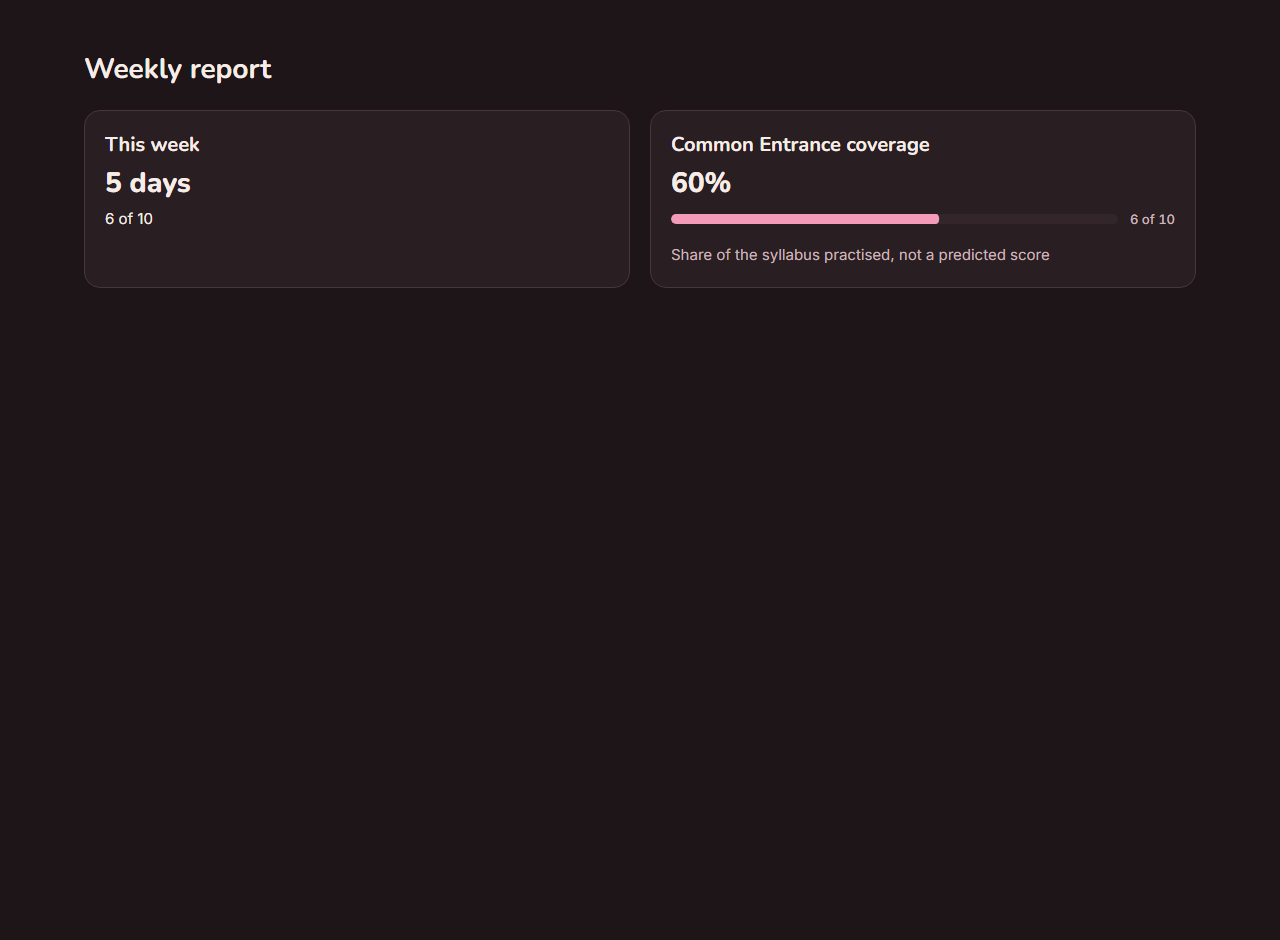 Weekly report
This week
5 days
6 of 10
Common Entrance coverage
60%
6 of 10
Share of the syllabus practised, not a predicted score